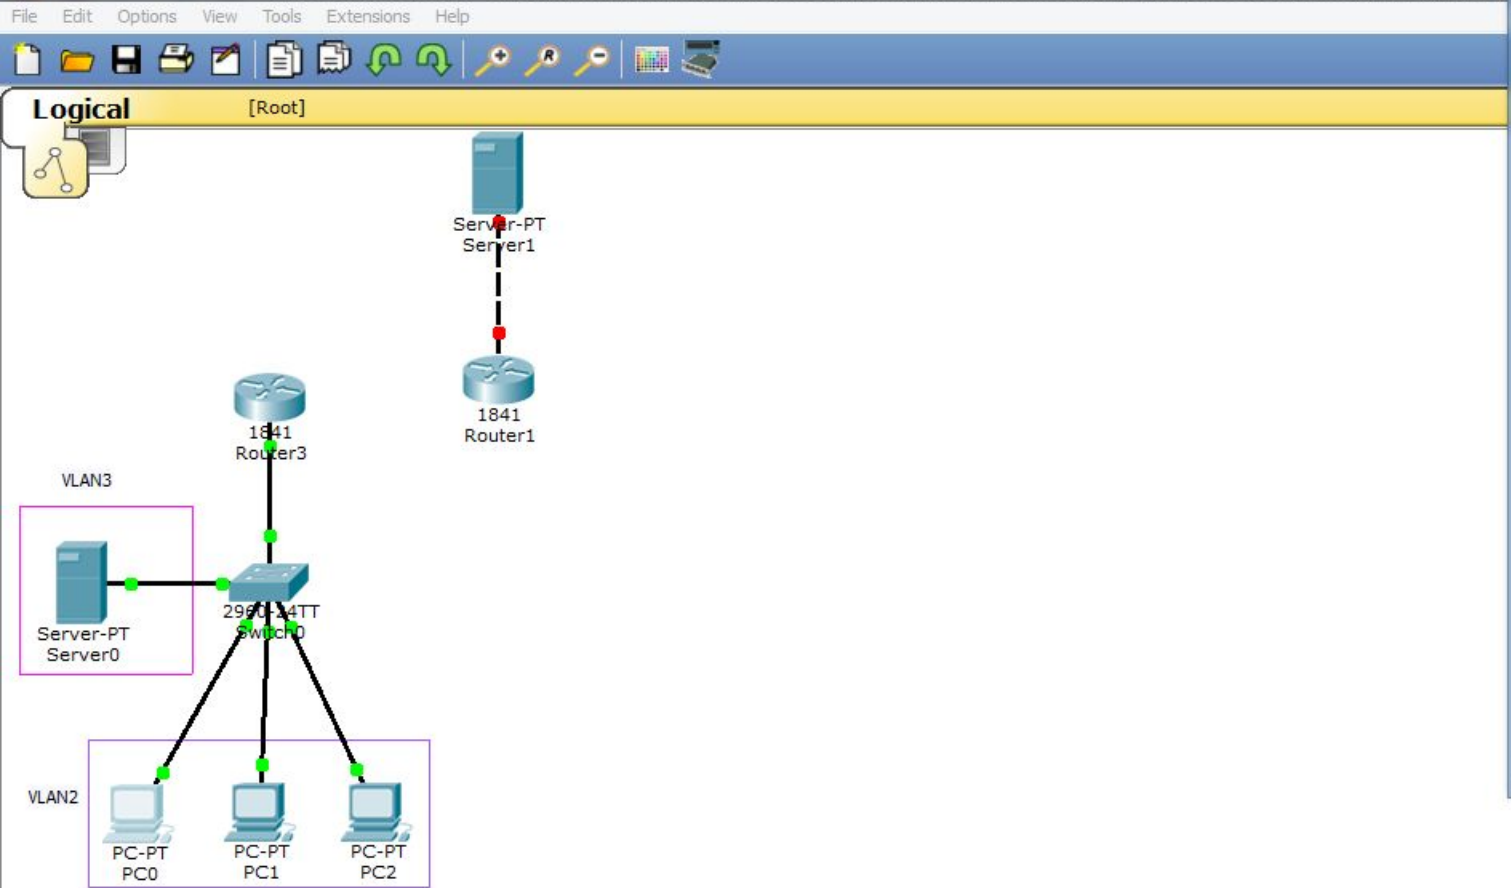 File Edit Options View Tools Extensions Help
Logical [Root]
Server-PT
Server1
1841
Router1
1841
Router3
VLAN3
Server-PT
Server0
2960-24TT
Switch0
VLAN2
PC-PT
PC0
PC-PT
PC1
PC-PT
PC2